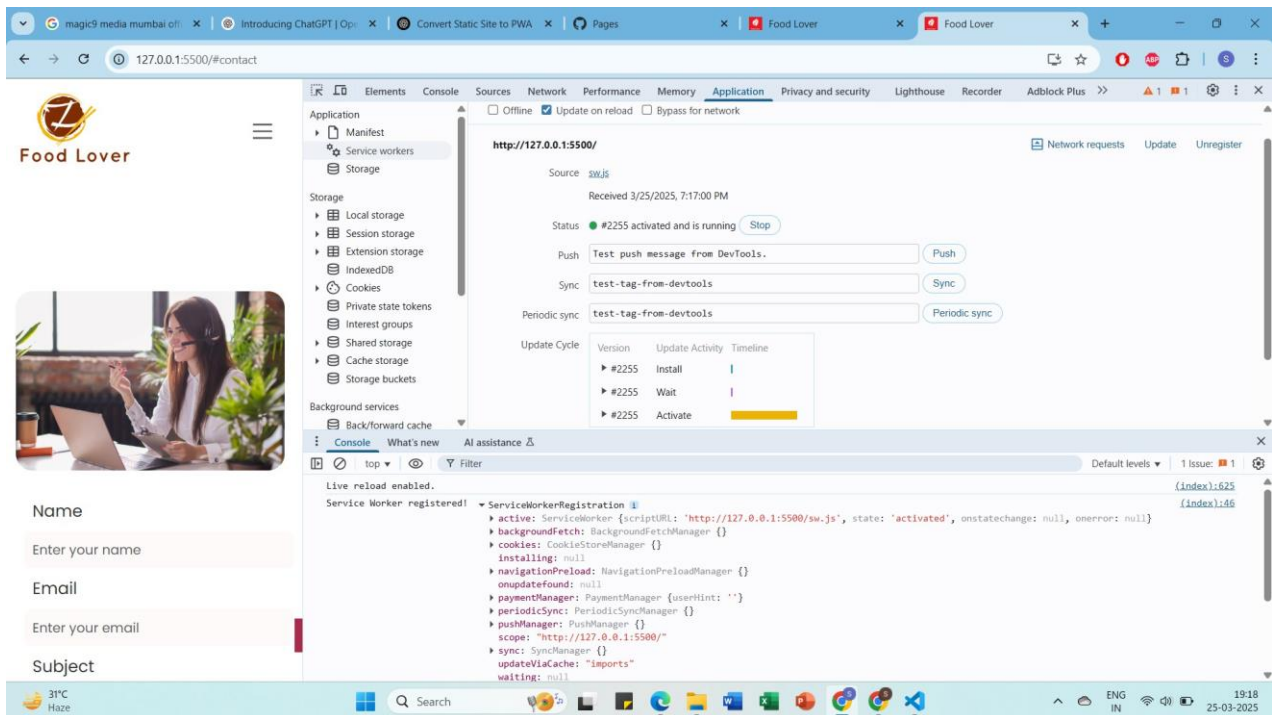 magic9 media mumbai off
Introducing ChatGPT | Ope
Convert Static Site to PWA
Pages
Food Lover
Food Lover
127.0.0.1:5500/#contact
ABP
S
Food Lover
Name
Enter your name
Email
Enter your email
Subject
Elements Console Sources Network Performance Memory Application Privacy and security Lighthouse Recorder Adblock Plus 1 1
Application
Manifest
Service workers
Storage
Storage
Local storage
Session storage
Extension storage
IndexedDB
Cookies
Private state tokens
Interest groups
Shared storage
Cache storage
Storage buckets
Background services
Back/forward cache
Offline Update on reload Bypass for network
http://127.0.0.1:5500/ Network requests Update Unregister
Source sw.js
Received 3/25/2025, 7:17:00 PM
Status #2255 activated and is running Stop
Push Test push message from DevTools. Push
Sync test-tag-from-devtools Sync
Periodic sync test-tag-from-devtools Periodic sync
Update Cycle Version Update Activity Timeline
#2255 Install
#2255 Wait
#2255 Activate
Console What's new AI assistance
top Filter Default levels 1 Issue: 1
Live reload enabled. (index):625
Service Worker registered! ServiceWorkerRegistration (index):46
active: ServiceWorker {scriptURL: 'http://127.0.0.1:5500/sw.js', state: 'activated', onstatechange: null, onerror: null}
backgroundFetch: BackgroundFetchManager {}
cookies: CookieStoreManager {}
installing: null
navigationPreload: NavigationPreloadManager {}
onupdatefound: null
paymentManager: PaymentManager {userHint: ''}
periodicSync: PeriodicSyncManager {}
pushManager: PushManager {}
scope: "http://127.0.0.1:5500/"
sync: SyncManager {}
updateViaCache: "imports"
waiting: null
31°C
Haze
Search
ENG
IN
19:18
25-03-2025